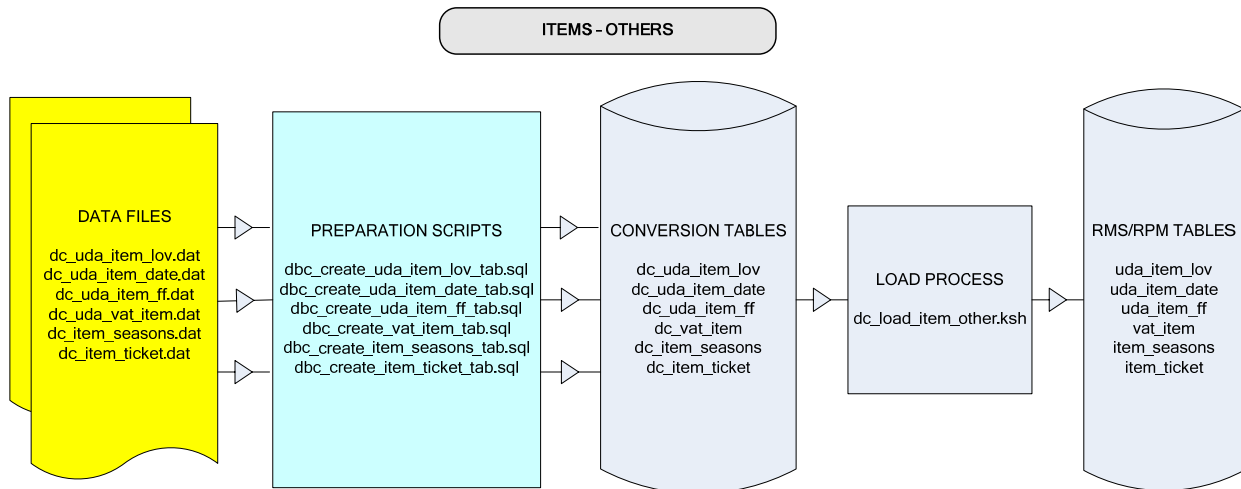 ITEMS - OTHERS
DATA FILES
dc_uda_item_lov.dat
dc_uda_item_date.dat
dc_uda_item_ff.dat
dc_uda_vat_item.dat
dc_item_seasons.dat
dc_item_ticket.dat
PREPARATION SCRIPTS
dbc_create_uda_item_lov_tab.sql
dbc_create_uda_item_date_tab.sql
dbc_create_uda_item_ff_tab.sql
dbc_create_vat_item_tab.sql
dbc_create_item_seasons_tab.sql
dbc_create_item_ticket_tab.sql
CONVERSION TABLES
dc_uda_item_lov
dc_uda_item_date
dc_uda_item_ff
dc_vat_item
dc_item_seasons
dc_item_ticket
LOAD PROCESS
dc_load_item_other.ksh
RMS/RPM TABLES
uda_item_lov
uda_item_date
uda_item_ff
vat_item
item_seasons
item_ticket